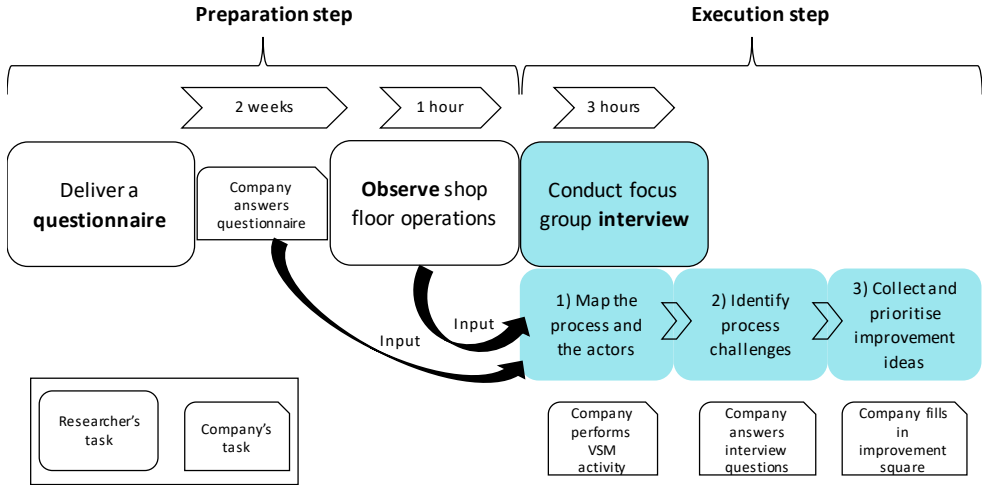 Preparation step
Execution step
2 weeks
1 hour
3 hours
Deliver a
questionnaire
Company
answers
questionnaire
Observe shop
floor operations
Conduct focus
group interview
Input
Input
1) Map the
process and
the actors
2) Identify
process
challenges
3) Collect and
prioritise
improvement
ideas
Researcher's
task
Company's
task
Company
performs
VSM
activity
Company
answers
interview
questions
Company fills
in
improvement
square